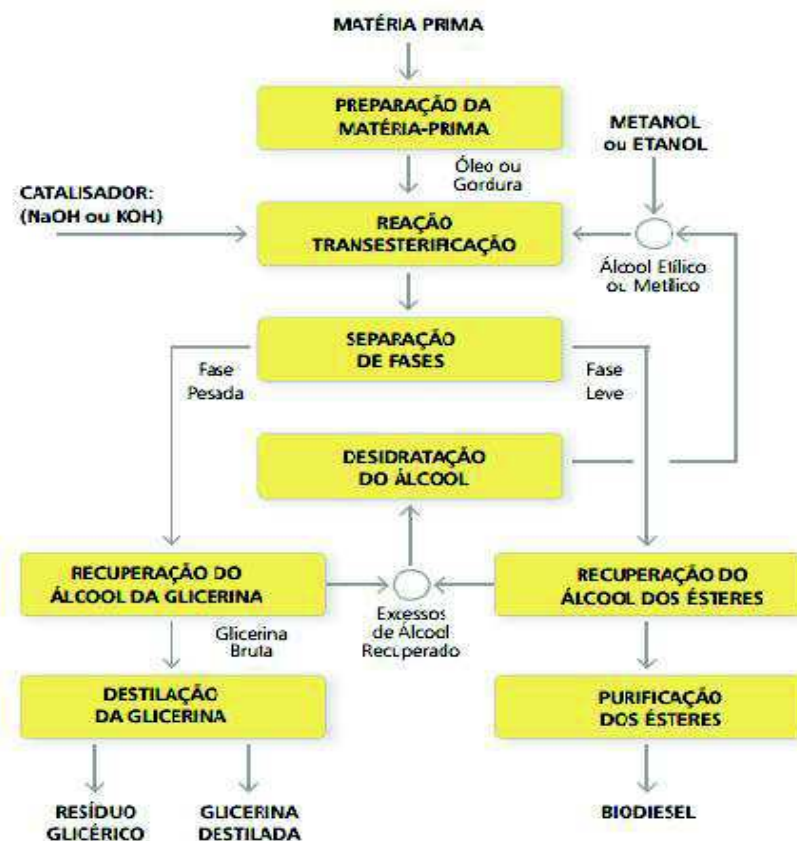 MATÉRIA PRIMA
PREPARAÇÃO DA
MATÉRIA-PRIMA
METANOL
ou ETANOL
Óleo ou
Gordura
CATALISADOR:
(NaOH ou KOH)
REAÇÃO
TRANSESTERIFICAÇÃO
Álcool Etílico
ou Metílico
SEPARAÇÃO
DE FASES
Fase
Pesada
Fase
Leve
DESIDRATAÇÃO
DO ÁLCOOL
RECUPERAÇÃO DO
ÁLCOOL DA GLICERINA
Excessos
de Álcool
Recuperado
RECUPERAÇÃO DO
ÁLCOOL DOS ÉSTERES
Glicerina
Bruta
DESTILAÇÃO
DA GLICERINA
PURIFICAÇÃO
DOS ÉSTERES
RESÍDUO
GLICÉRICO
GLICERINA
DESTILADA
BIODIESEL